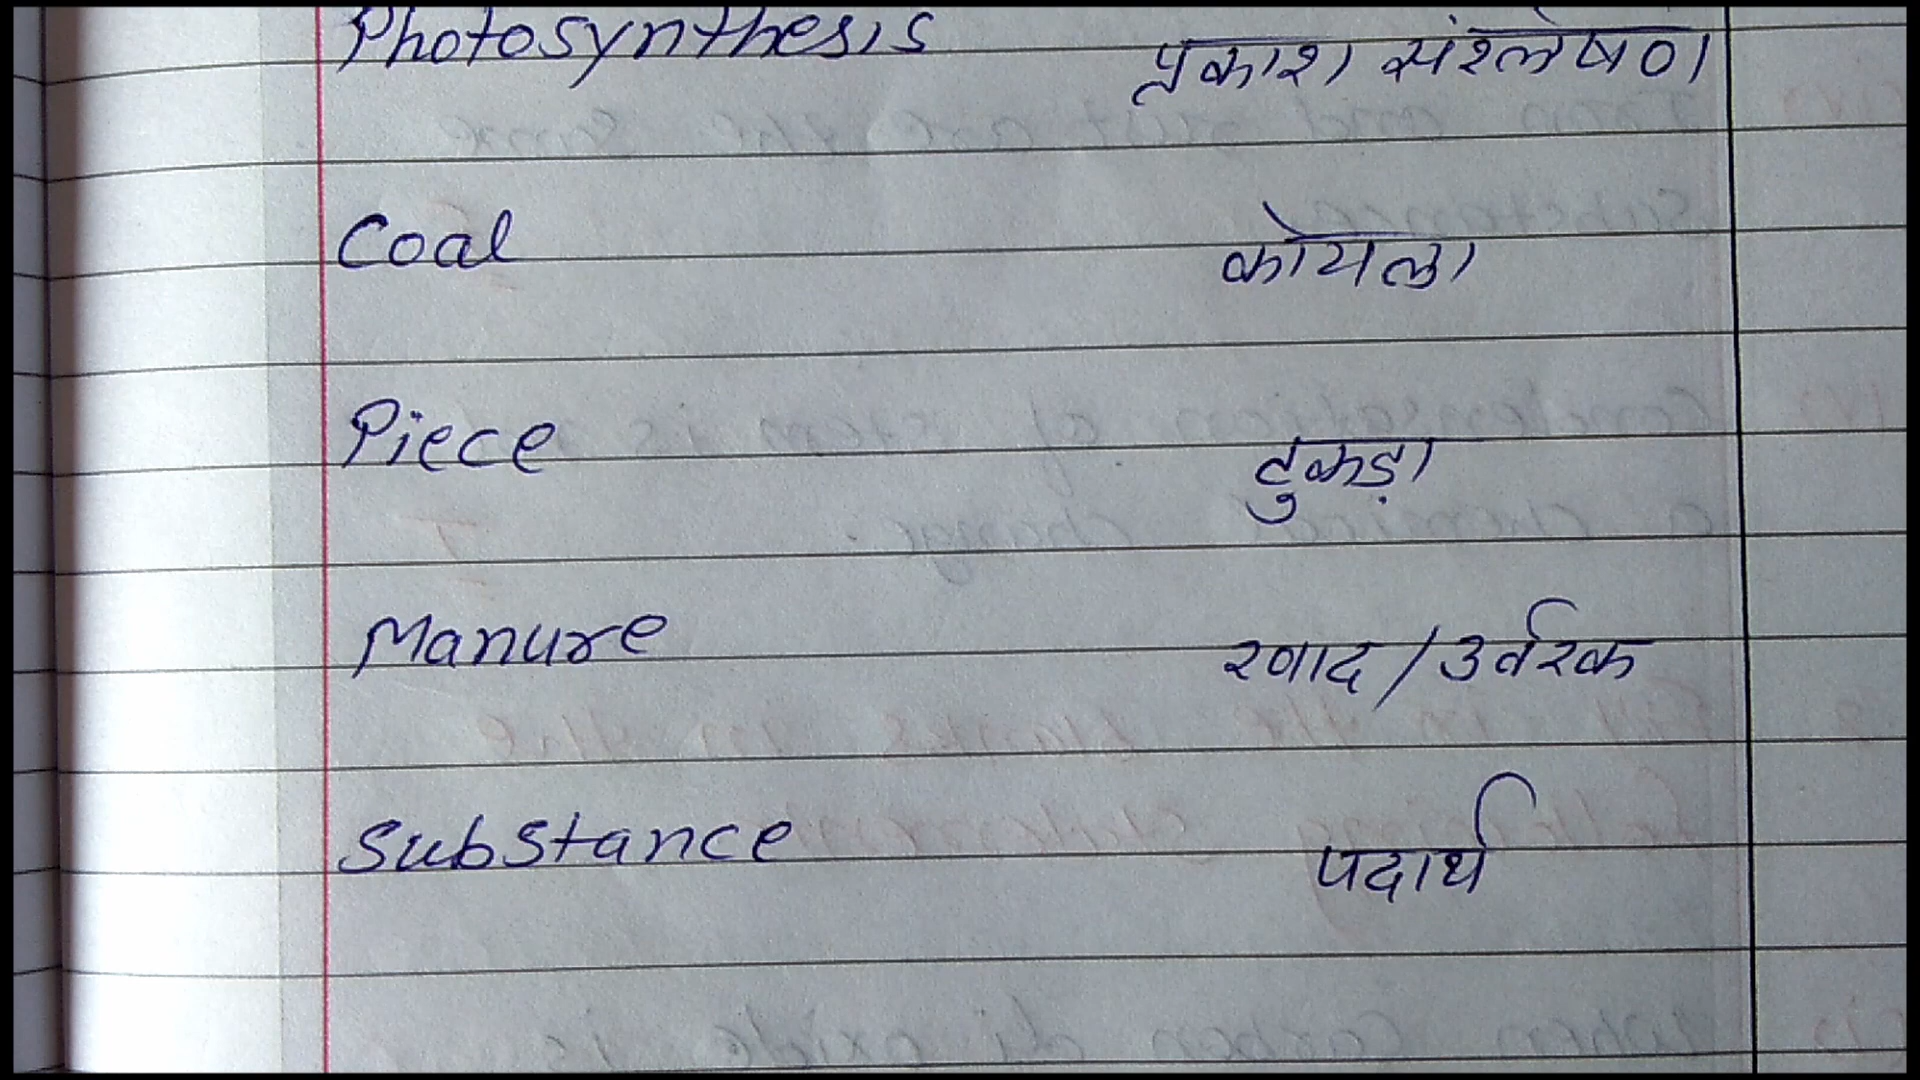 Photosynthesis प्रकाश संश्लेषण
Coal कोयला
Piece टुकड़ा
Manure खाद / उर्वरक
Substance पदार्थ